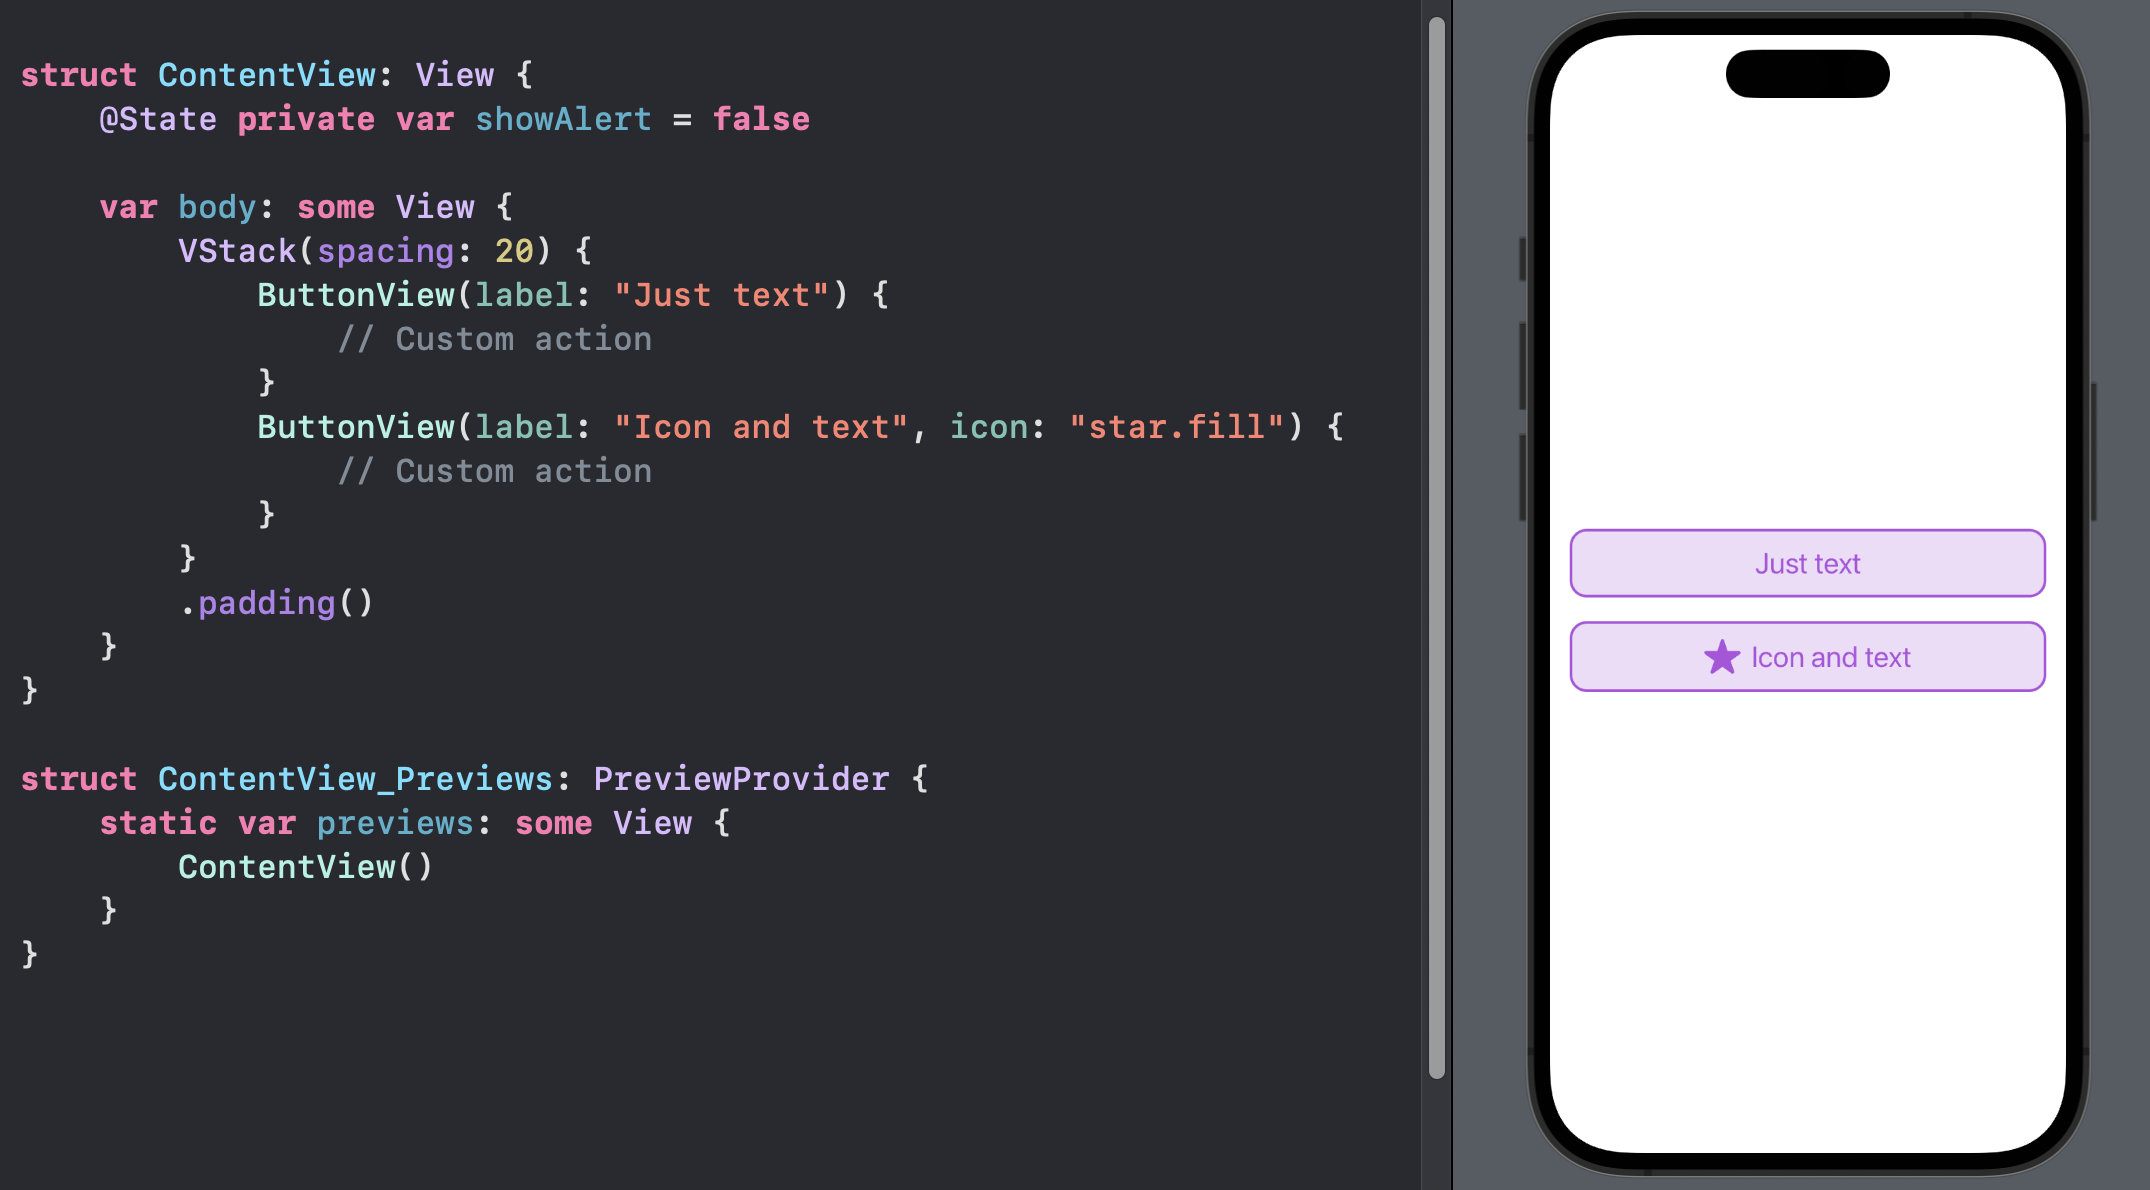 struct ContentView: View {
    @State private var showAlert = false

    var body: some View {
        VStack(spacing: 20) {
            ButtonView(label: "Just text") {
                // Custom action
            }
            ButtonView(label: "Icon and text", icon: "star.fill") {
                // Custom action
            }
        }
        .padding()
    }
}

struct ContentView_Previews: PreviewProvider {
    static var previews: some View {
        ContentView()
    }
}
Just text
Icon and text